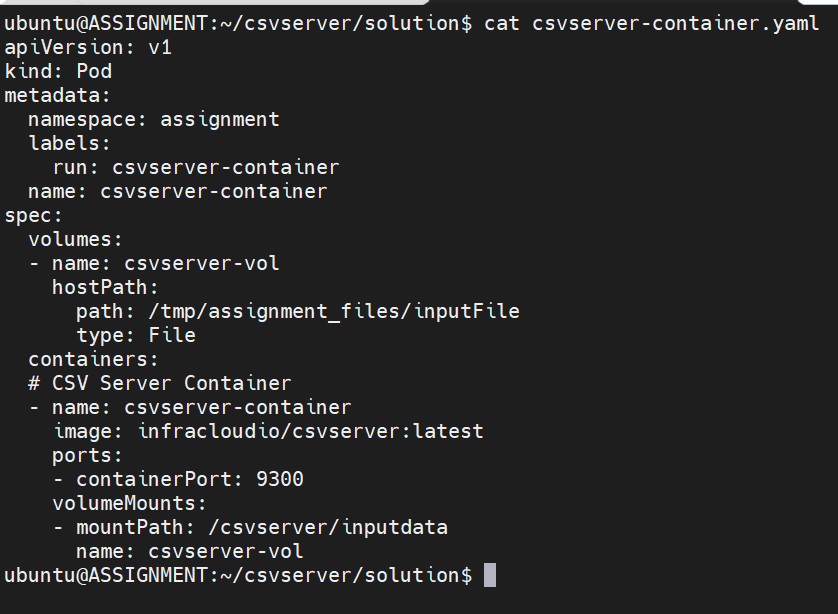 ubuntu@ASSIGNMENT:~/csvserver/solution$ cat csvserver-container.yaml
apiVersion: v1
kind: Pod
metadata:
  namespace: assignment
  labels:
    run: csvserver-container
  name: csvserver-container
spec:
  volumes:
  - name: csvserver-vol
    hostPath:
      path: /tmp/assignment_files/inputFile
      type: File
  containers:
  # CSV Server Container
  - name: csvserver-container
    image: infracloudio/csvserver:latest
    ports:
    - containerPort: 9300
    volumeMounts:
    - mountPath: /csvserver/inputdata
      name: csvserver-vol
ubuntu@ASSIGNMENT:~/csvserver/solution$